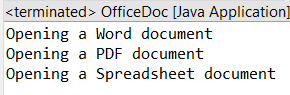 <terminated> OfficeDoc [Java Application]
Opening a Word document
Opening a PDF document
Opening a Spreadsheet document